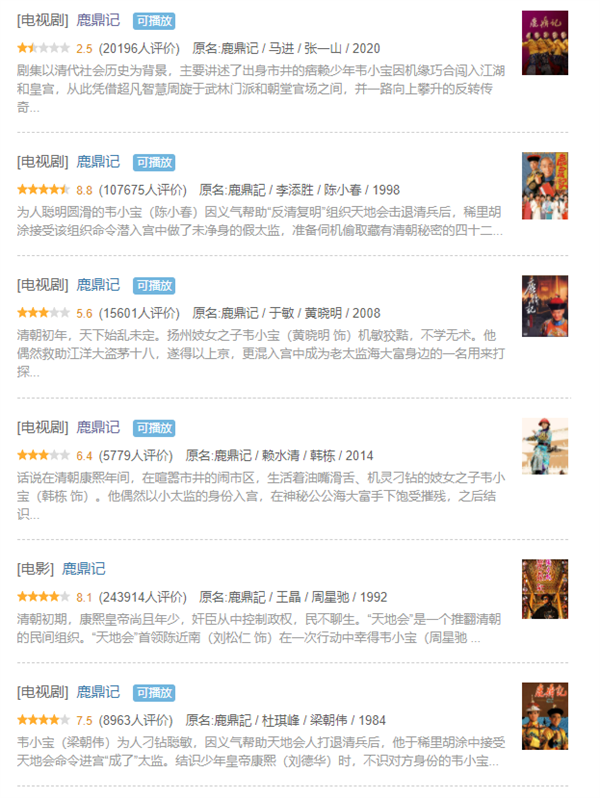 [电视剧] 鹿鼎记 可播放
2.5 (20196人评价) 原名:鹿鼎记 / 马进 / 张一山 / 2020
剧集以清代社会历史为背景，主要讲述了出身市井的痞赖少年韦小宝因机缘巧合闯入江湖
和皇宫，从此凭借超凡智慧周旋于武林门派和朝堂官场之间，并一路向上攀升的反转传
奇...
[电视剧] 鹿鼎记 可播放
8.8 (107675人评价) 原名:鹿鼎記 / 李添胜 / 陈小春 / 1998
为人聪明圆滑的韦小宝（陈小春）因义气帮助“反清复明”组织天地会击退清兵后，稀里胡
涂接受该组织命令潜入宫中做了未净身的假太监，准备伺机偷取藏有清朝秘密的四十二...
[电视剧] 鹿鼎记 可播放
5.6 (15601人评价) 原名:鹿鼎記 / 于敏 / 黄晓明 / 2008
清朝初年，天下始乱未定。扬州妓女之子韦小宝（黄晓明 饰）机敏狡黠，不学无术。他
偶然救助江洋大盗茅十八，遂得以上京，更混入宫中成为老太监海大富身边的一名用来打
探...
[电视剧] 鹿鼎记 可播放
6.4 (5779人评价) 原名:鹿鼎记 / 赖水清 / 韩栋 / 2014
话说在清朝康熙年间，在喧嚣市井的闹市区，生活着油嘴滑舌、机灵刁钻的妓女之子韦小
宝（韩栋 饰）。他偶然以小太监的身份入宫，在神秘公公海大富手下饱受摧残，之后结
识...
[电影] 鹿鼎记
8.1 (243914人评价) 原名:鹿鼎記 / 王晶 / 周星驰 / 1992
清朝初期，康熙皇帝尚且年少，奸臣从中控制政权，民不聊生。“天地会”是一个推翻清朝
的民间组织。“天地会”首领陈近南（刘松仁 饰）在一次行动中幸得韦小宝（周星驰 ...
[电视剧] 鹿鼎记 可播放
7.5 (8963人评价) 原名:鹿鼎記 / 杜琪峰 / 梁朝伟 / 1984
韦小宝（梁朝伟）为人刁钻聪敏，因义气帮助天地会人打退清兵后，他于稀里胡涂中接受
天地会命令进宫“成了”太监。结识少年皇帝康熙（刘德华）时，不识对方身份的韦小宝...